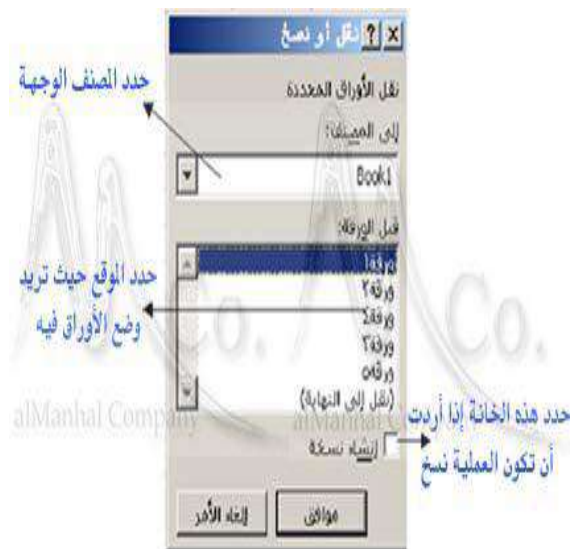 نقل أو نسخ
حدد المصنف الوجهة
نقل الأوراق المحددة
إلى المصنف:
Book1
قبل الورقة:
ورقة1
ورقة2
ورقة4
ورقة3
ورقة5
(نقل إلى النهاية)
حدد الموقع حيث تريد
وضع الأوراق فيه
إنشاء نسخة
حدد هذه الخانة إذا أردت
أن تكون العملية نسخ
موافق
إلغاء الأمر
Co.
Co.
alManhal Company